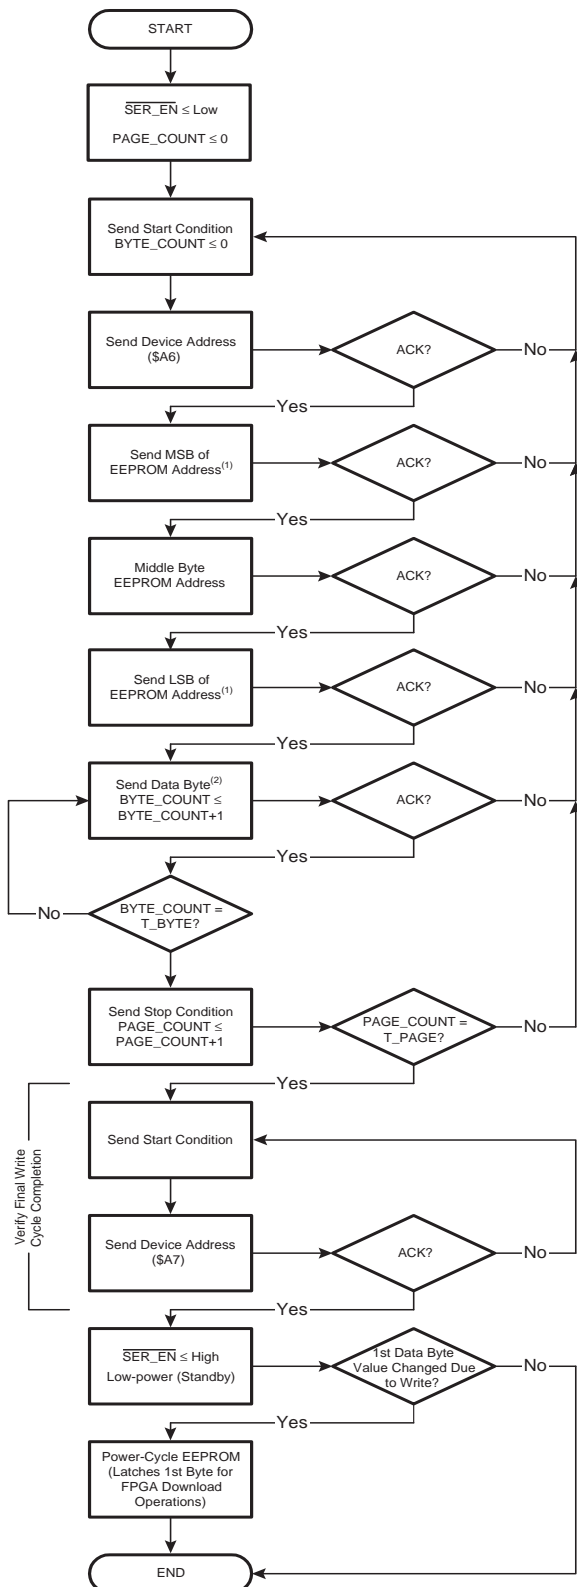 START
SER_EN ≤ Low
PAGE_COUNT ≤ 0
Send Start Condition
BYTE_COUNT ≤ 0
Send Device Address
($A6)
ACK?
No
Yes
Send MSB of
EEPROM Address(1)
ACK?
No
Yes
Middle Byte
EEPROM Address
ACK?
No
Yes
Send LSB of
EEPROM Address(1)
ACK?
No
Yes
Send Data Byte(2)
BYTE_COUNT ≤
BYTE_COUNT+1
ACK?
No
Yes
BYTE_COUNT =
T_BYTE?
No
Send Stop Condition
PAGE_COUNT ≤
PAGE_COUNT+1
PAGE_COUNT =
T_PAGE?
No
Yes
Verify Final Write
Cycle Completion
Send Start Condition
Send Device Address
($A7)
ACK?
No
Yes
SER_EN ≤ High
Low-power (Standby)
1st Data Byte
Value Changed Due
to Write?
No
Yes
Power-Cycle EEPROM
(Latches 1st Byte for
FPGA Download
Operations)
END